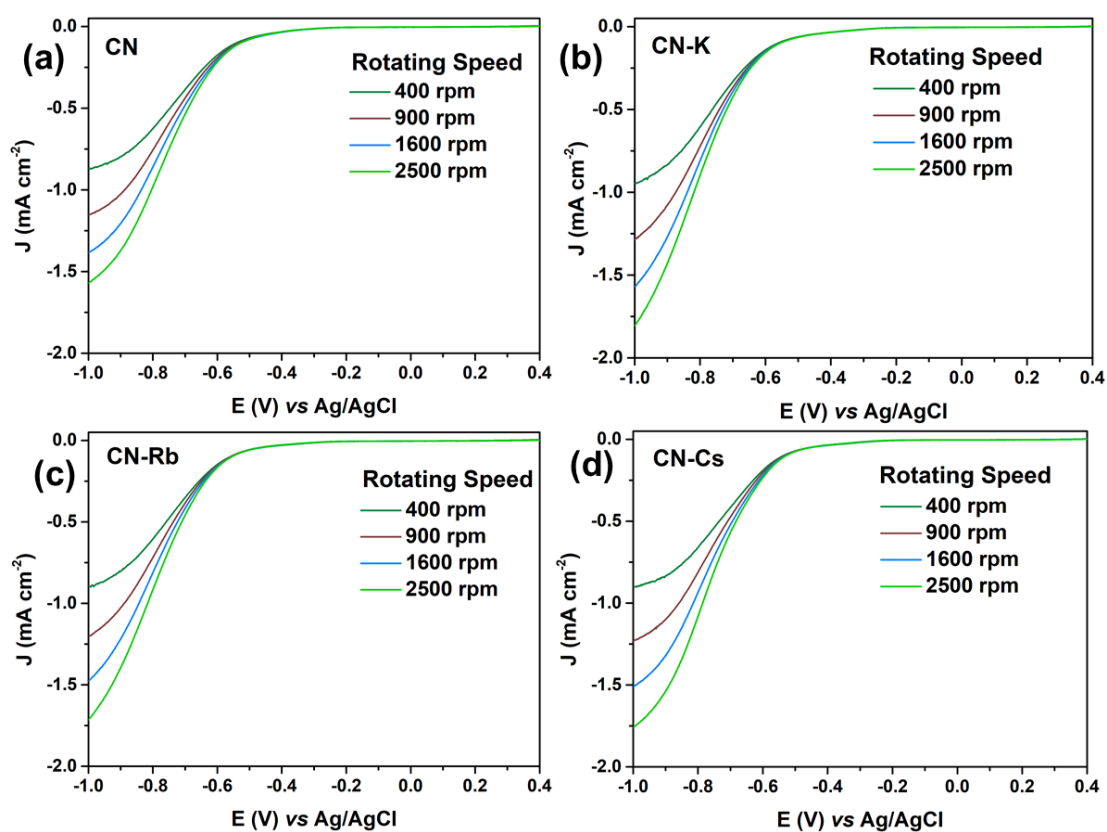 (a)
CN
Rotating Speed
400 rpm
900 rpm
1600 rpm
2500 rpm
0.0
-0.5
-1.0
-1.5
-2.0
J (mA cm-2)
-1.0 -0.8 -0.6 -0.4 -0.2 0.0 0.2 0.4
E (V) vs Ag/AgCl
(b)
CN-K
Rotating Speed
400 rpm
900 rpm
1600 rpm
2500 rpm
0.0
-0.5
-1.0
-1.5
-2.0
J (mA cm-2)
-1.0 -0.8 -0.6 -0.4 -0.2 0.0 0.2 0.4
E (V) vs Ag/AgCl
(c)
CN-Rb
Rotating Speed
400 rpm
900 rpm
1600 rpm
2500 rpm
0.0
-0.5
-1.0
-1.5
-2.0
J (mA cm-2)
-1.0 -0.8 -0.6 -0.4 -0.2 0.0 0.2 0.4
E (V) vs Ag/AgCl
(d)
CN-Cs
Rotating Speed
400 rpm
900 rpm
1600 rpm
2500 rpm
0.0
-0.5
-1.0
-1.5
-2.0
J (mA cm-2)
-1.0 -0.8 -0.6 -0.4 -0.2 0.0 0.2 0.4
E (V) vs Ag/AgCl